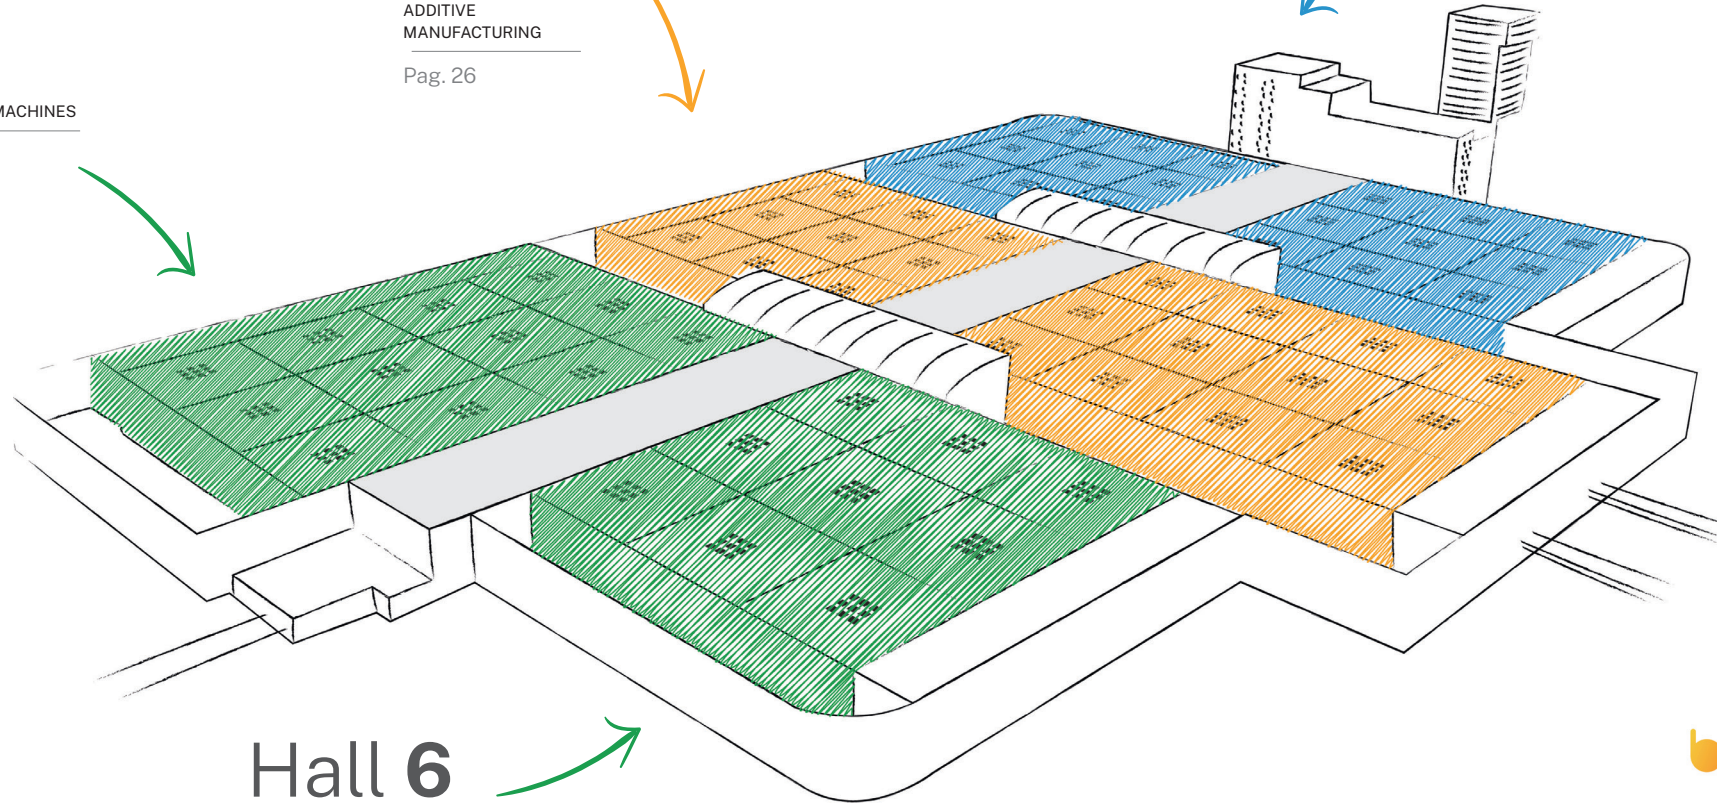 ADDITIVE
MANUFACTURING
Pag. 26
MACHINES
Hall 6